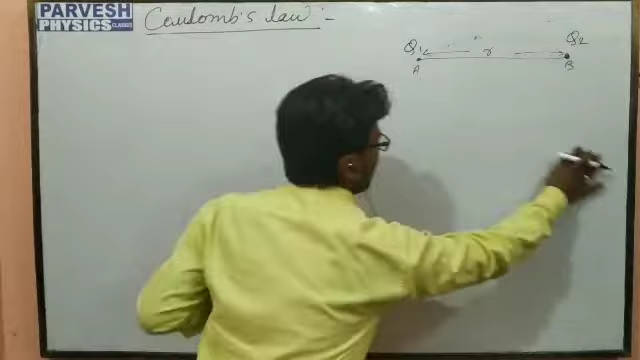 PARVESH
PHYSICS CLASSES
Coulomb's law :-
Q1 r Q2
A B